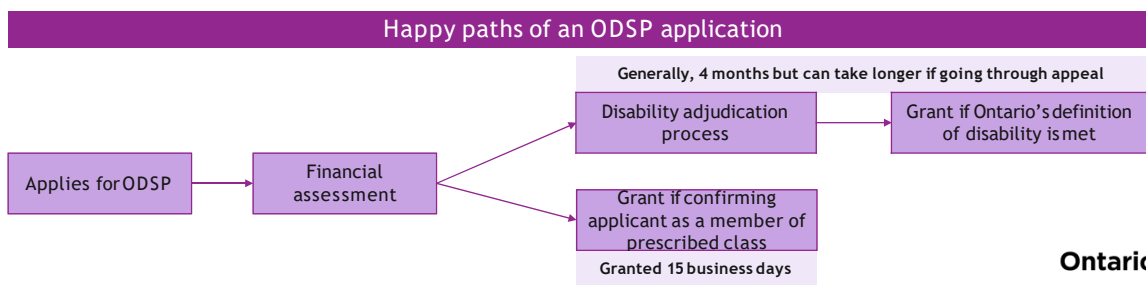 Happy paths of an ODSP application
Generally, 4 months but can take longer if going through appeal
Disability adjudication
process
Grant if Ontario's definition
of disability is met
Applies for ODSP
Financial
assessment
Grant if confirming
applicant as a member of
prescribed class
Granted 15 business days
Ontario